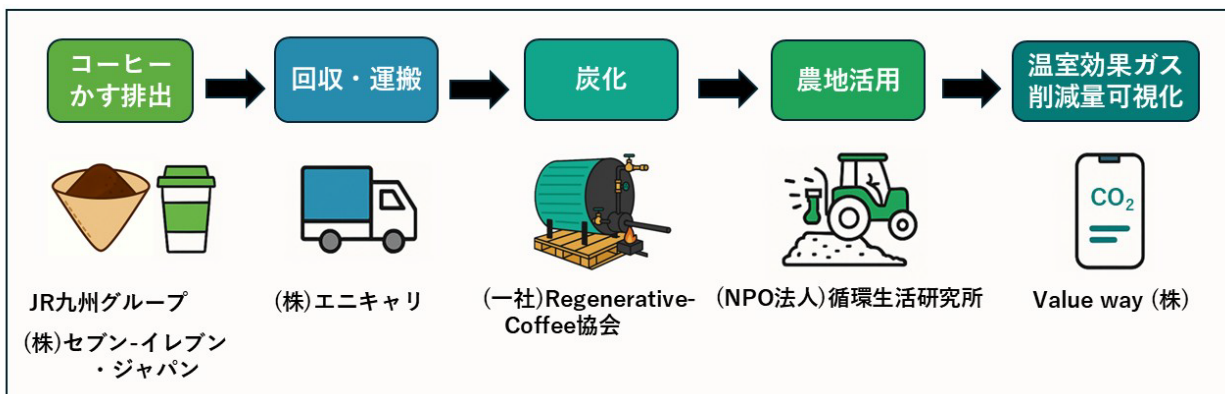 コーヒー
かす排出
回収・運搬
炭化
農地活用
温室効果ガス
削減量可視化
CO₂
JR九州グループ
(株)セブン-イレブン
・ジャパン
(株)エニキャリ
(一社)Regenerative-
Coffee協会
(NPO法人)循環生活研究所
Value way (株)